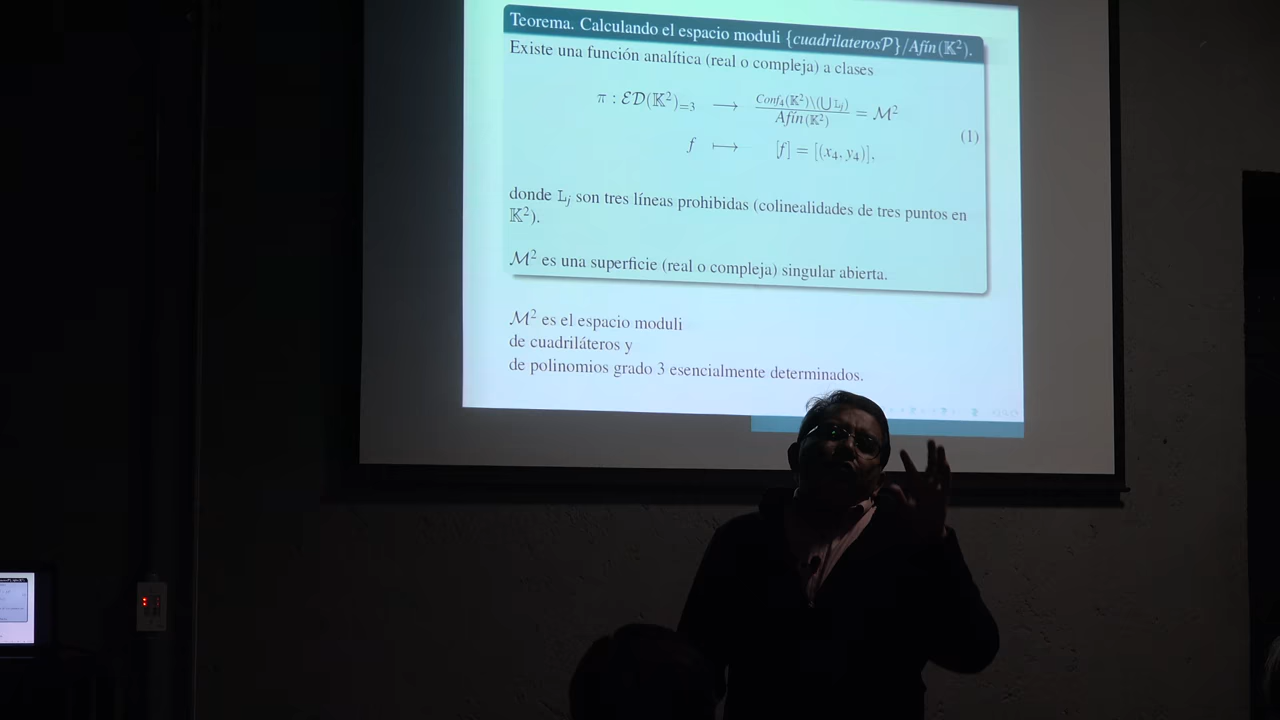 Teorema. Calculando el espacio moduli {cuadrilaterosP}/Afín(𝕂²).
Existe una función analítica (real o compleja) a clases
π : ℰ𝒟(𝕂²)₌₃ ⟶ Conf₄(𝕂²)\(⋃ L_j) / Afín(𝕂²) = ℳ²
f ⟼ [f] = [(x₄, y₄)],
(1)
donde L_j son tres líneas prohibidas (colinealidades de tres puntos en
𝕂²).
ℳ² es una superficie (real o compleja) singular abierta.
ℳ² es el espacio moduli
de cuadriláteros y
de polinomios grado 3 esencialmente determinados.